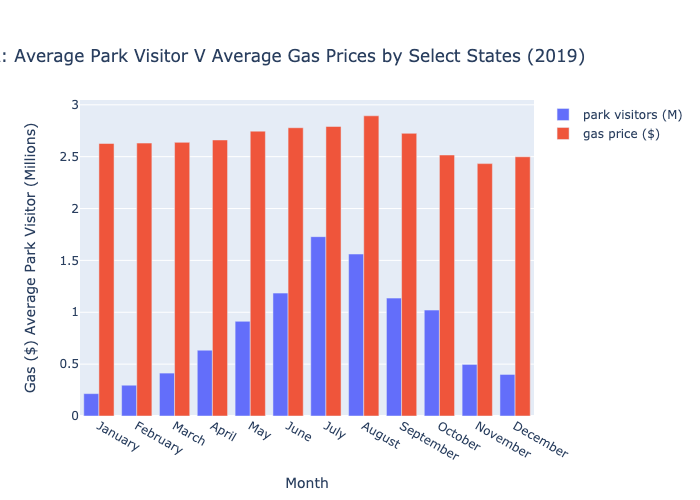 : Average Park Visitor V Average Gas Prices by Select States (2019)
park visitors (M)
gas price ($)
Gas ($) Average Park Visitor (Millions)
3
2.5
2
1.5
1
0.5
0
January
February
March
April
May
June
July
August
September
October
November
December
Month